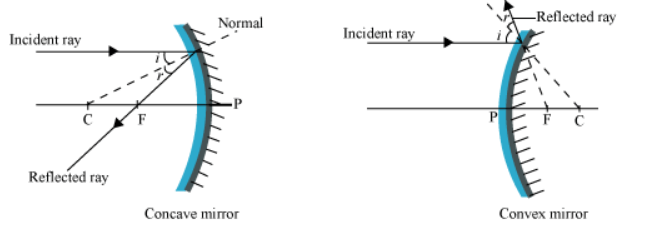 Normal
Incident ray
i
r
C
F
P
Reflected ray
Concave mirror
Reflected ray
Incident ray
r
i
P
F
C
Convex mirror